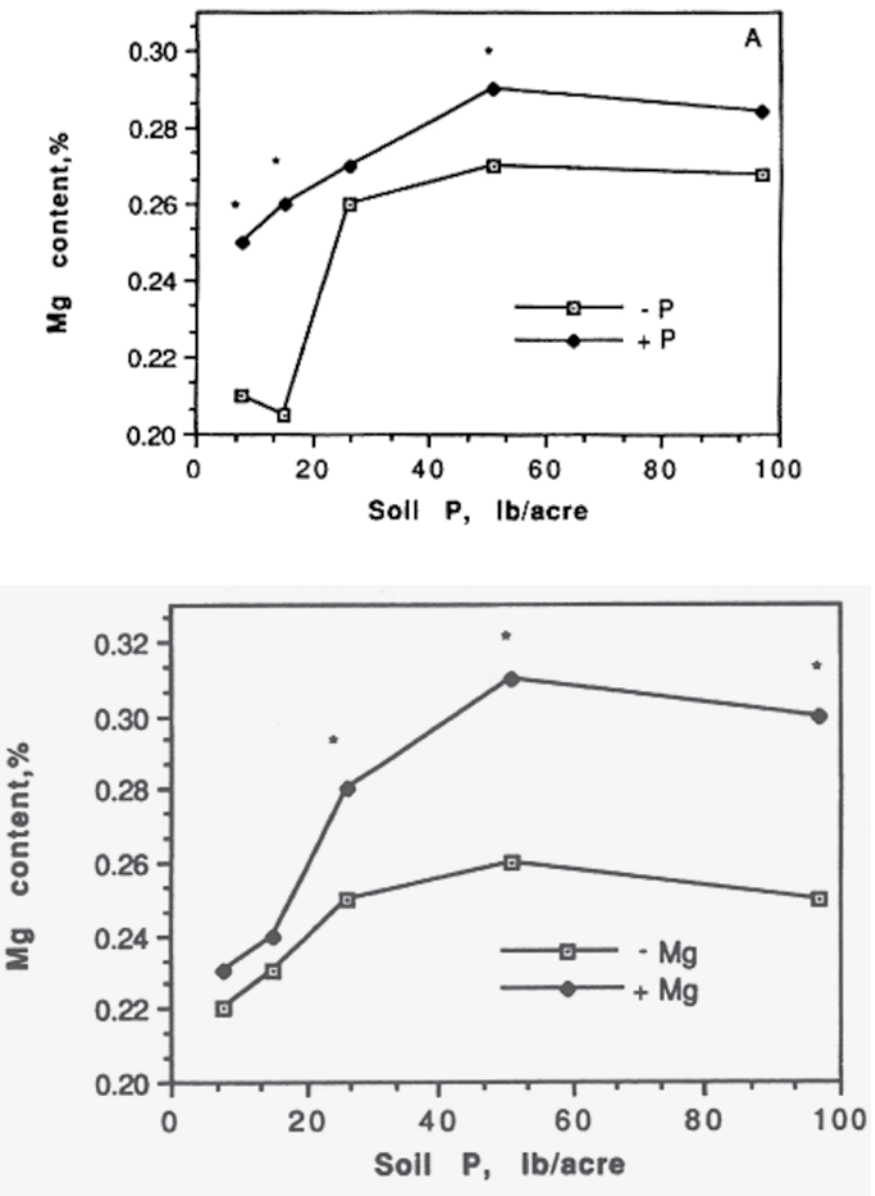 A
0.30
0.28
0.26
0.24
0.22
0.20
Mg content,%
* * *
- P
+ P
0 20 40 60 80 100
Soil P, lb/acre
0.32
0.30
0.28
0.26
0.24
0.22
0.20
Mg content,%
* * *
- Mg
+ Mg
0 20 40 60 80 100
Soil P, lb/acre